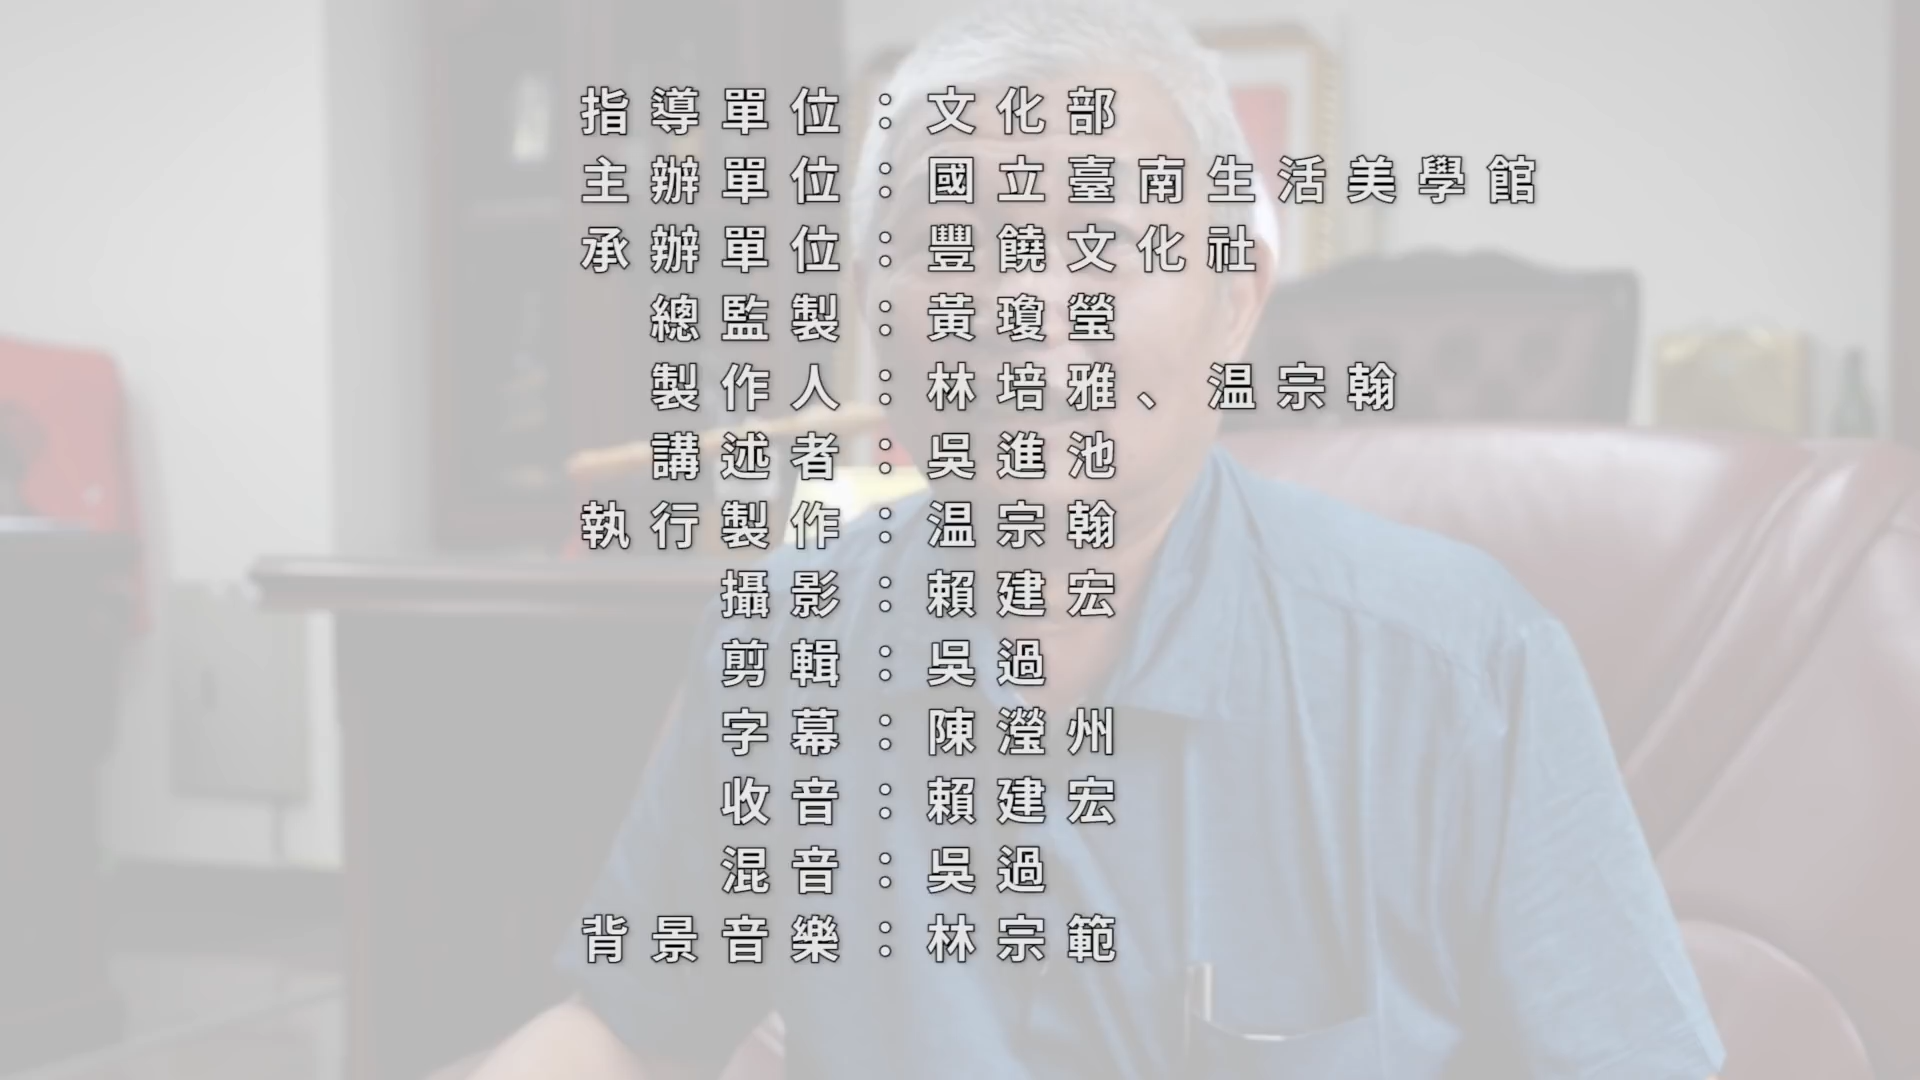 指導單位：文化部
主辦單位：國立臺南生活美學館
承辦單位：豐饒文化社
總監製：黃瓊瑩
製作人：林培雅、温宗翰
講述者：吳進池
執行製作：温宗翰
攝影：賴建宏
剪輯：吳過
字幕：陳瀅州
收音：賴建宏
混音：吳過
背景音樂：林宗範